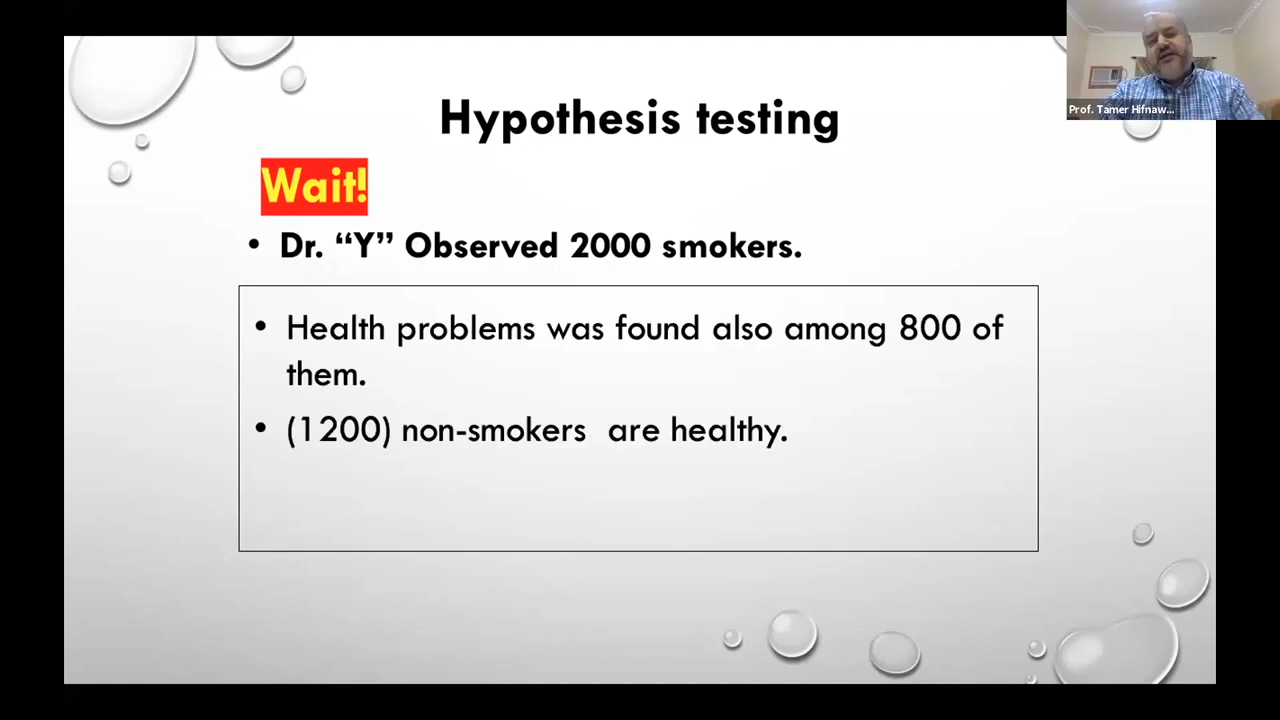 Prof. Tamer Hifnaw...
Hypothesis testing
Wait!
• Dr. “Y” Observed 2000 smokers.
• Health problems was found also among 800 of
them.
• (1200) non-smokers are healthy.